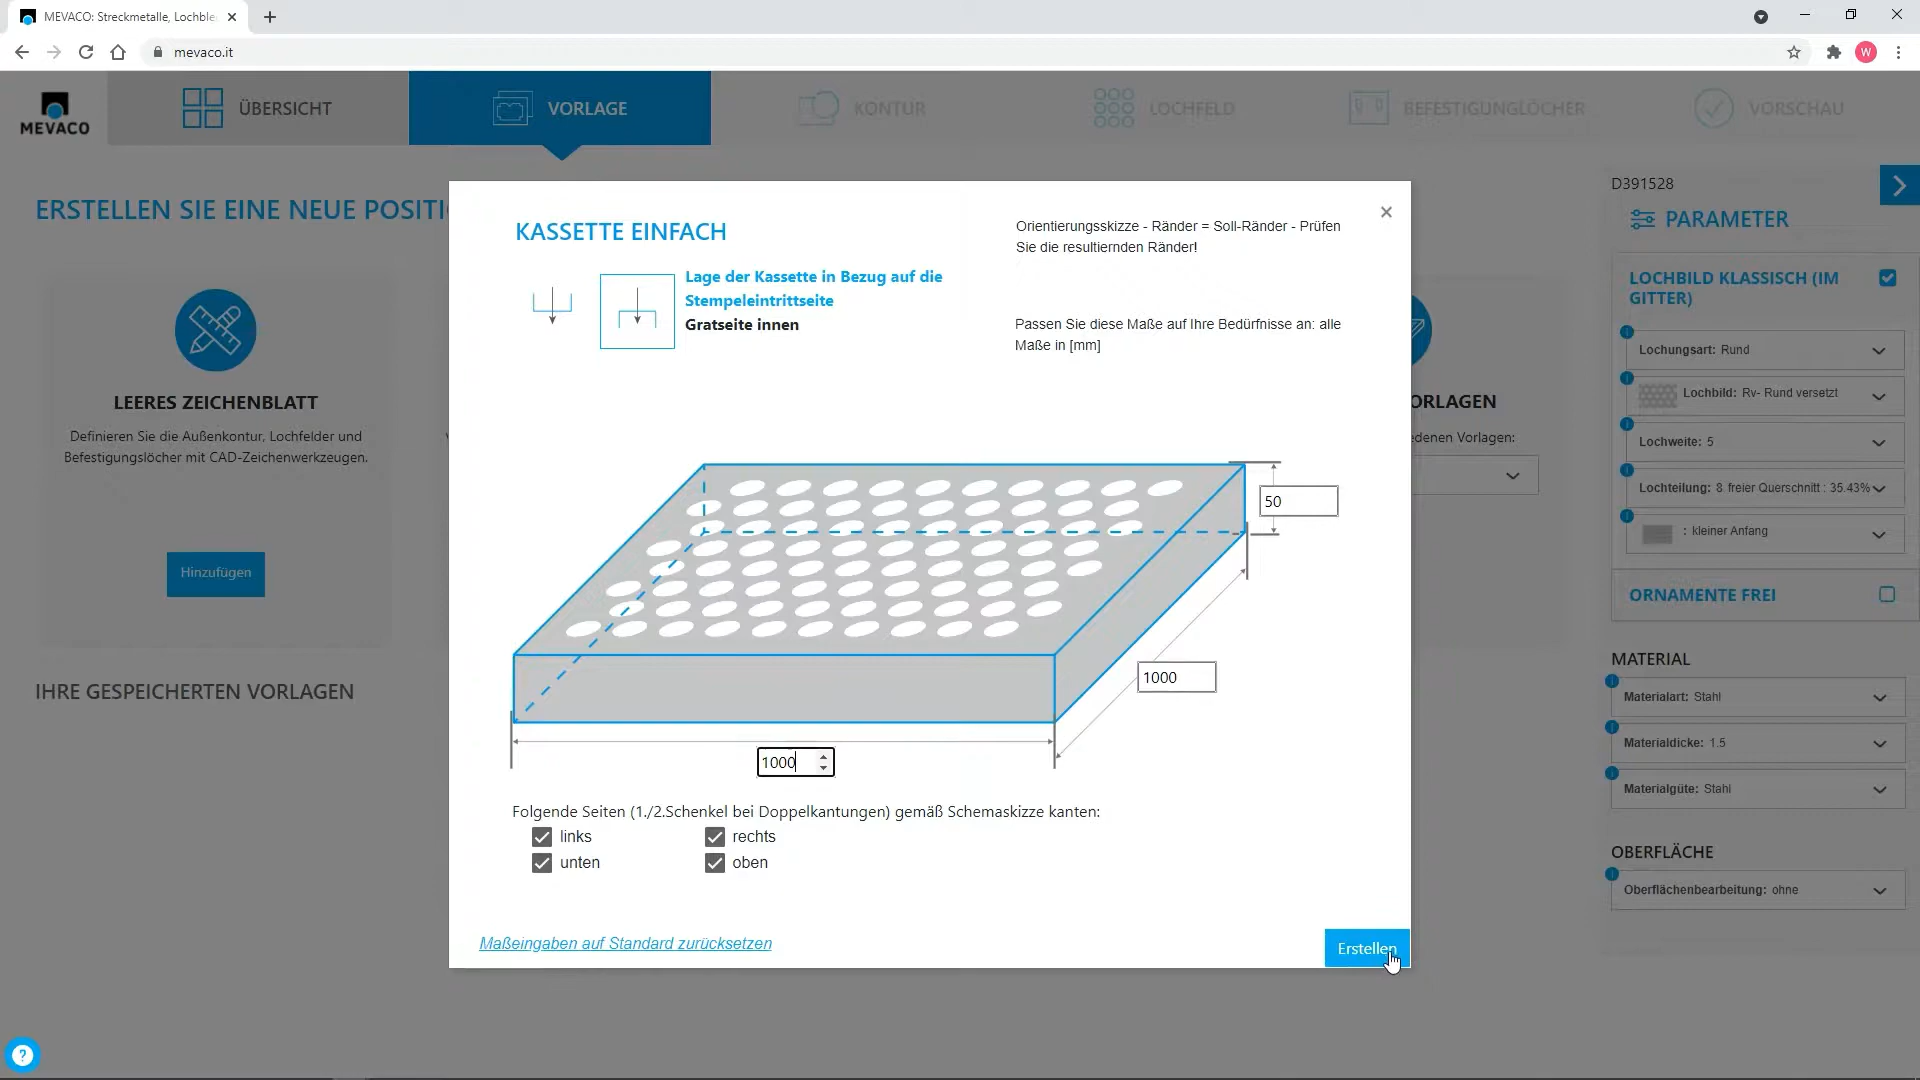 MEVACO: Streckmetalle, Lochble
mevaco.it
W
MEVACO
ÜBERSICHT
VORLAGE
KONTUR
LOCHFELD
BEFESTIGUNGLÖCHER
VORSCHAU
ERSTELLEN SIE EINE NEUE POSITI
LEERES ZEICHENBLATT
Definieren Sie die Außenkontur, Lochfelder und
Befestigungslöcher mit CAD-Zeichenwerkzeugen.
Hinzufügen
IHRE GESPEICHERTEN VORLAGEN
KASSETTE EINFACH
Lage der Kassette in Bezug auf die
Stempeleintrittseite
Gratseite innen
Orientierungsskizze - Ränder = Soll-Ränder - Prüfen
Sie die resultiernden Ränder!
Passen Sie diese Maße auf Ihre Bedürfnisse an: alle
Maße in [mm]
50
1000
1000
Folgende Seiten (1./2.Schenkel bei Doppelkantungen) gemäß Schemaskizze kanten:
links
rechts
unten
oben
Maßeingaben auf Standard zurücksetzen
Erstellen
ORLAGEN
edenen Vorlagen:
D391528
PARAMETER
LOCHBILD KLASSISCH (IM
GITTER)
Lochungsart: Rund
Lochbild: Rv- Rund versetzt
Lochweite: 5
Lochteilung: 8 freier Querschnitt : 35.43%
: kleiner Anfang
ORNAMENTE FREI
MATERIAL
Materialart: Stahl
Materialdicke: 1.5
Materialgüte: Stahl
OBERFLÄCHE
Oberflächenbearbeitung: ohne
?